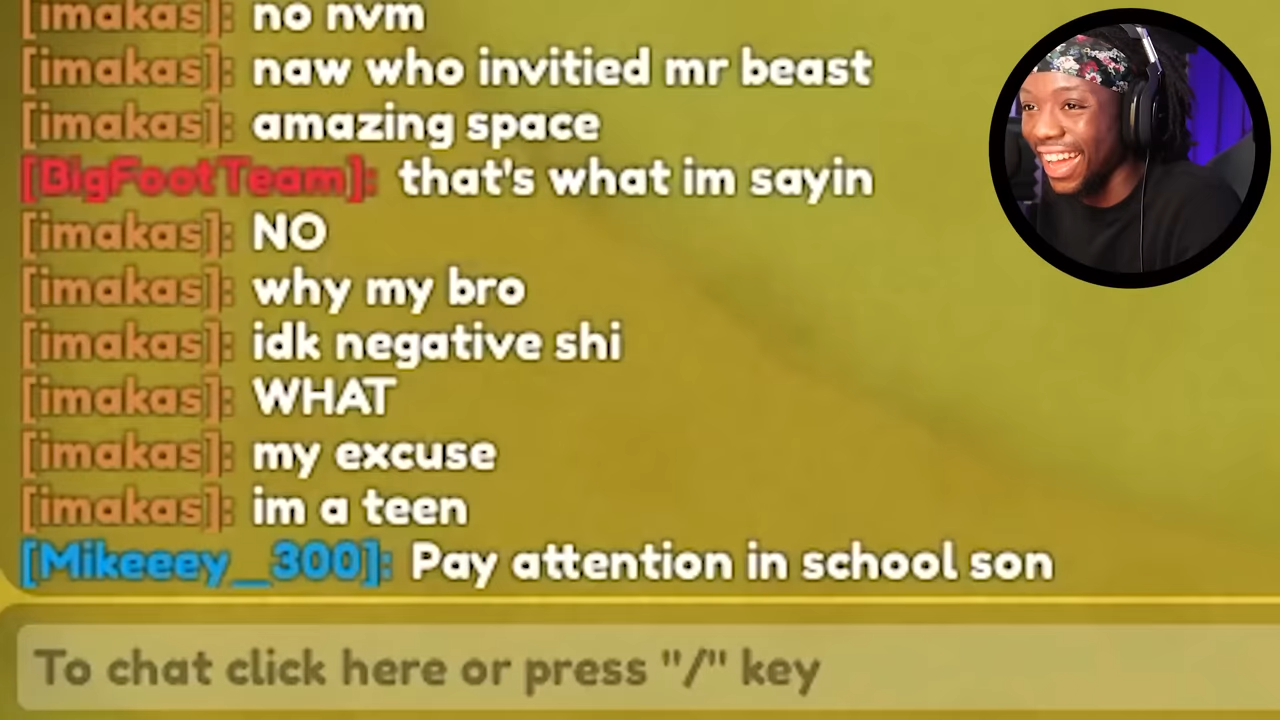 [imakas]: no nvm
[imakas]: naw who invitied mr beast
[imakas]: amazing space
[BigFootTeam]: that's what im sayin
[imakas]: NO
[imakas]: why my bro
[imakas]: idk negative shi
[imakas]: WHAT
[imakas]: my excuse
[imakas]: im a teen
[Mikeeey_300]: Pay attention in school son
To chat click here or press "/" key